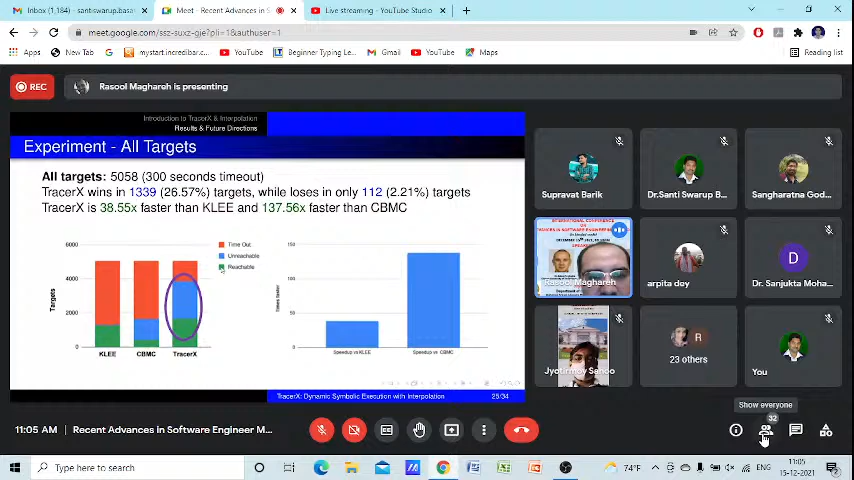 Inbox (1,184) - santiswarup.basa
Meet - Recent Advances in S
Live streaming - YouTube Studio
meet.google.com/ssz-suxz-gje?pli=1&authuser=1
Apps
New Tab
mystart.incredibar.c...
YouTube
Beginner Typing Le...
Gmail
YouTube
Maps
Reading list
REC
Rasool Maghareh is presenting
Introduction to TracerX & Interpolation
Results & Future Directions
Experiment - All Targets
All targets: 5058 (300 seconds timeout)
TracerX wins in 1339 (26.57%) targets, while loses in only 112 (2.21%) targets
TracerX is 38.55x faster than KLEE and 137.56x faster than CBMC
6000
4000
2000
0
Targets
KLEE
CBMC
TracerX
Time Out
Unreachable
Reachable
150
100
50
0
Speedup vs KLEE
Speedup vs CBMC
TracerX: Dynamic Symbolic Execution with Interpolation
25/34
Supravat Barik
Dr.Santi Swarup B...
Sangharatna God...
INTERNATIONAL CONFERENCE
Rasool Maghareh
arpita dey
D
Dr. Sanjukta Moha...
Jyotirmoy Sahoo
R
23 others
You
Show everyone
32
11:05 AM
Recent Advances in Software Engineer M...
Type here to search
74°F
ENG
11:05
15-12-2021